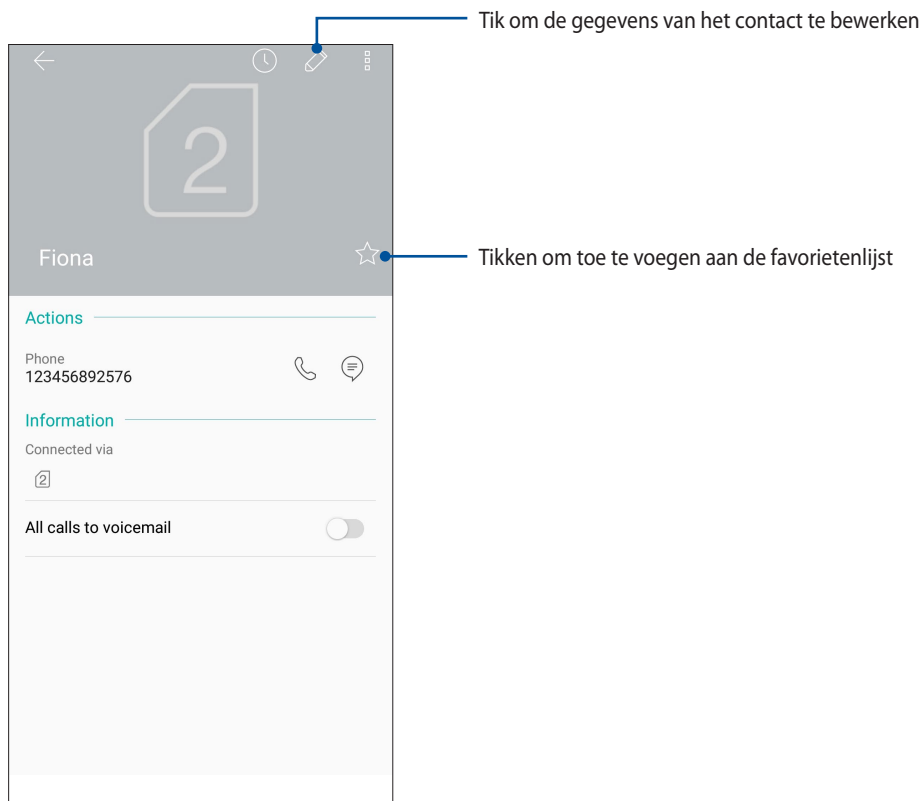 Tik om de gegevens van het contact te bewerken
2
Fiona
Tikken om toe te voegen aan de favorietenlijst
Actions
Phone
123456892576
Information
Connected via
2
All calls to voicemail